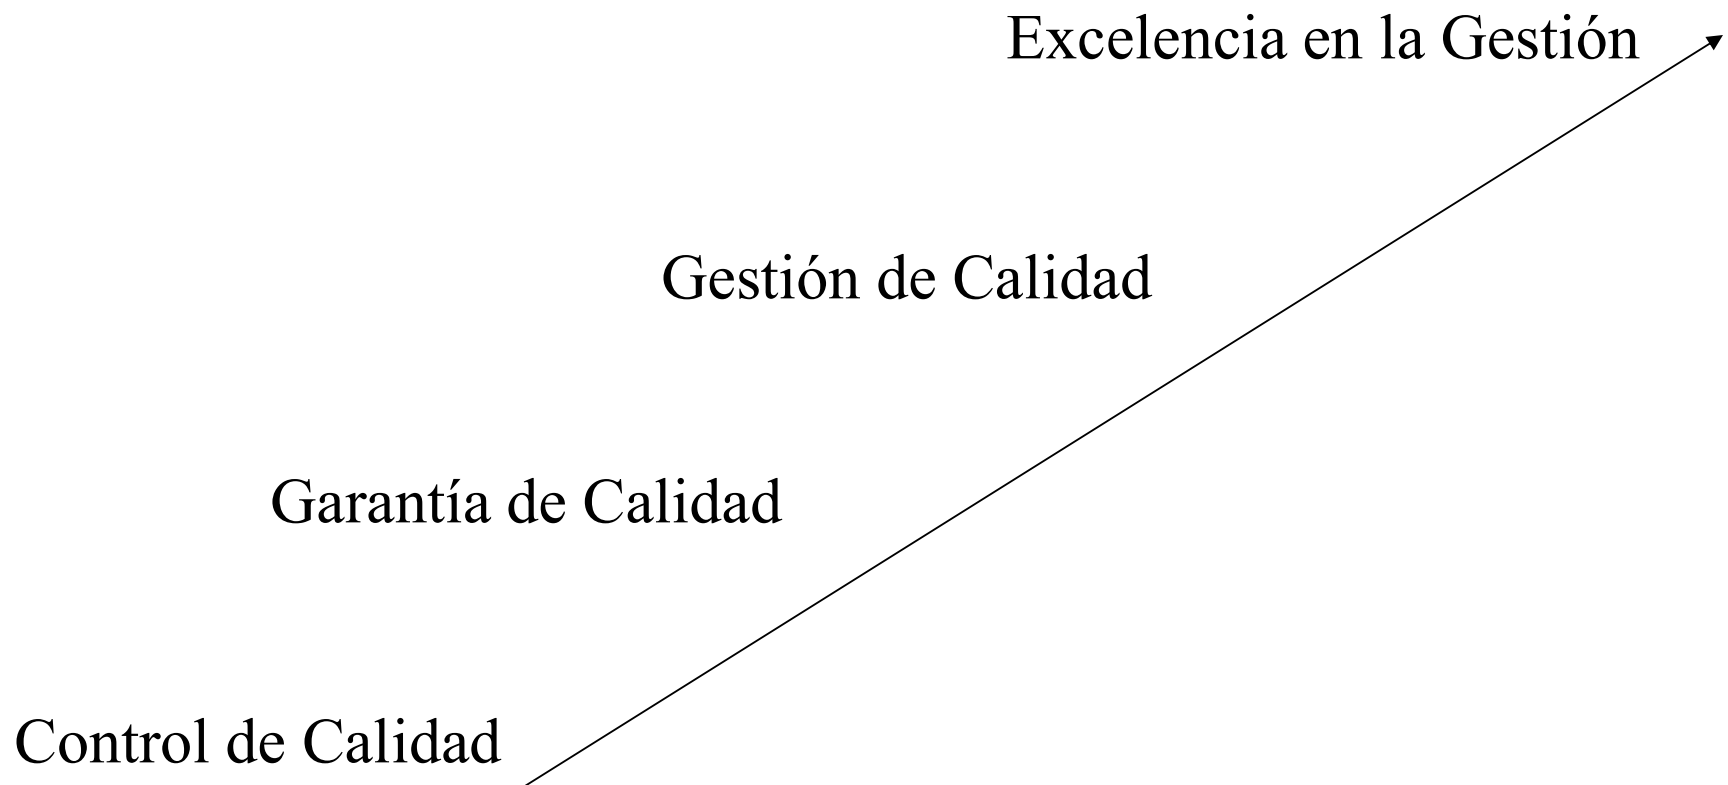 Excelencia en la Gestión
Gestión de Calidad
Garantía de Calidad
Control de Calidad